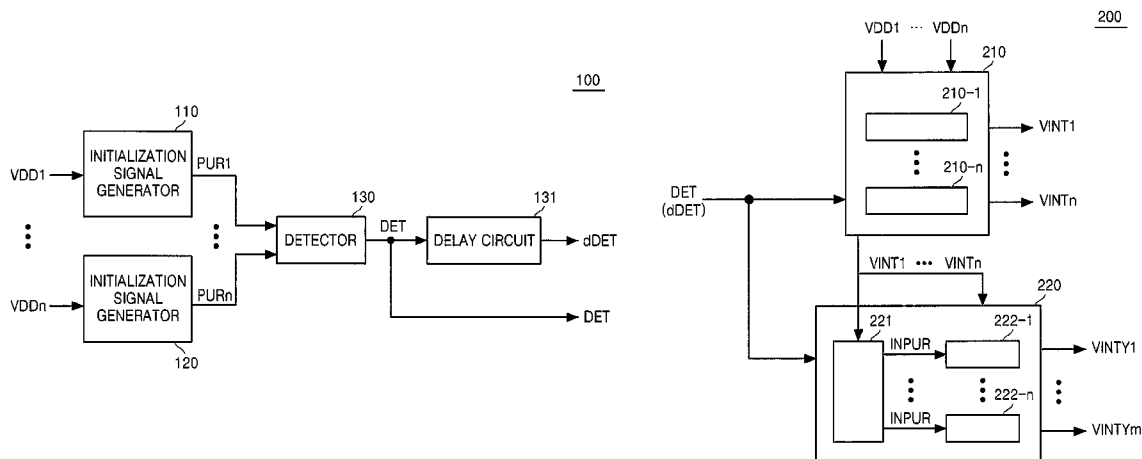 100
110
INITIALIZATION
SIGNAL
GENERATOR
VDD1
PUR1
130
DETECTOR
DET
131
DELAY CIRCUIT
dDET
DET
INITIALIZATION
SIGNAL
GENERATOR
VDDn
PURn
120
200
VDD1 ... VDDn
210
210-1
VINT1
210-n
VINTn
DET
(dDET)
VINT1 ... VINTn
220
221
INPUR
222-1
VINTY1
222-n
INPUR
VINTYm